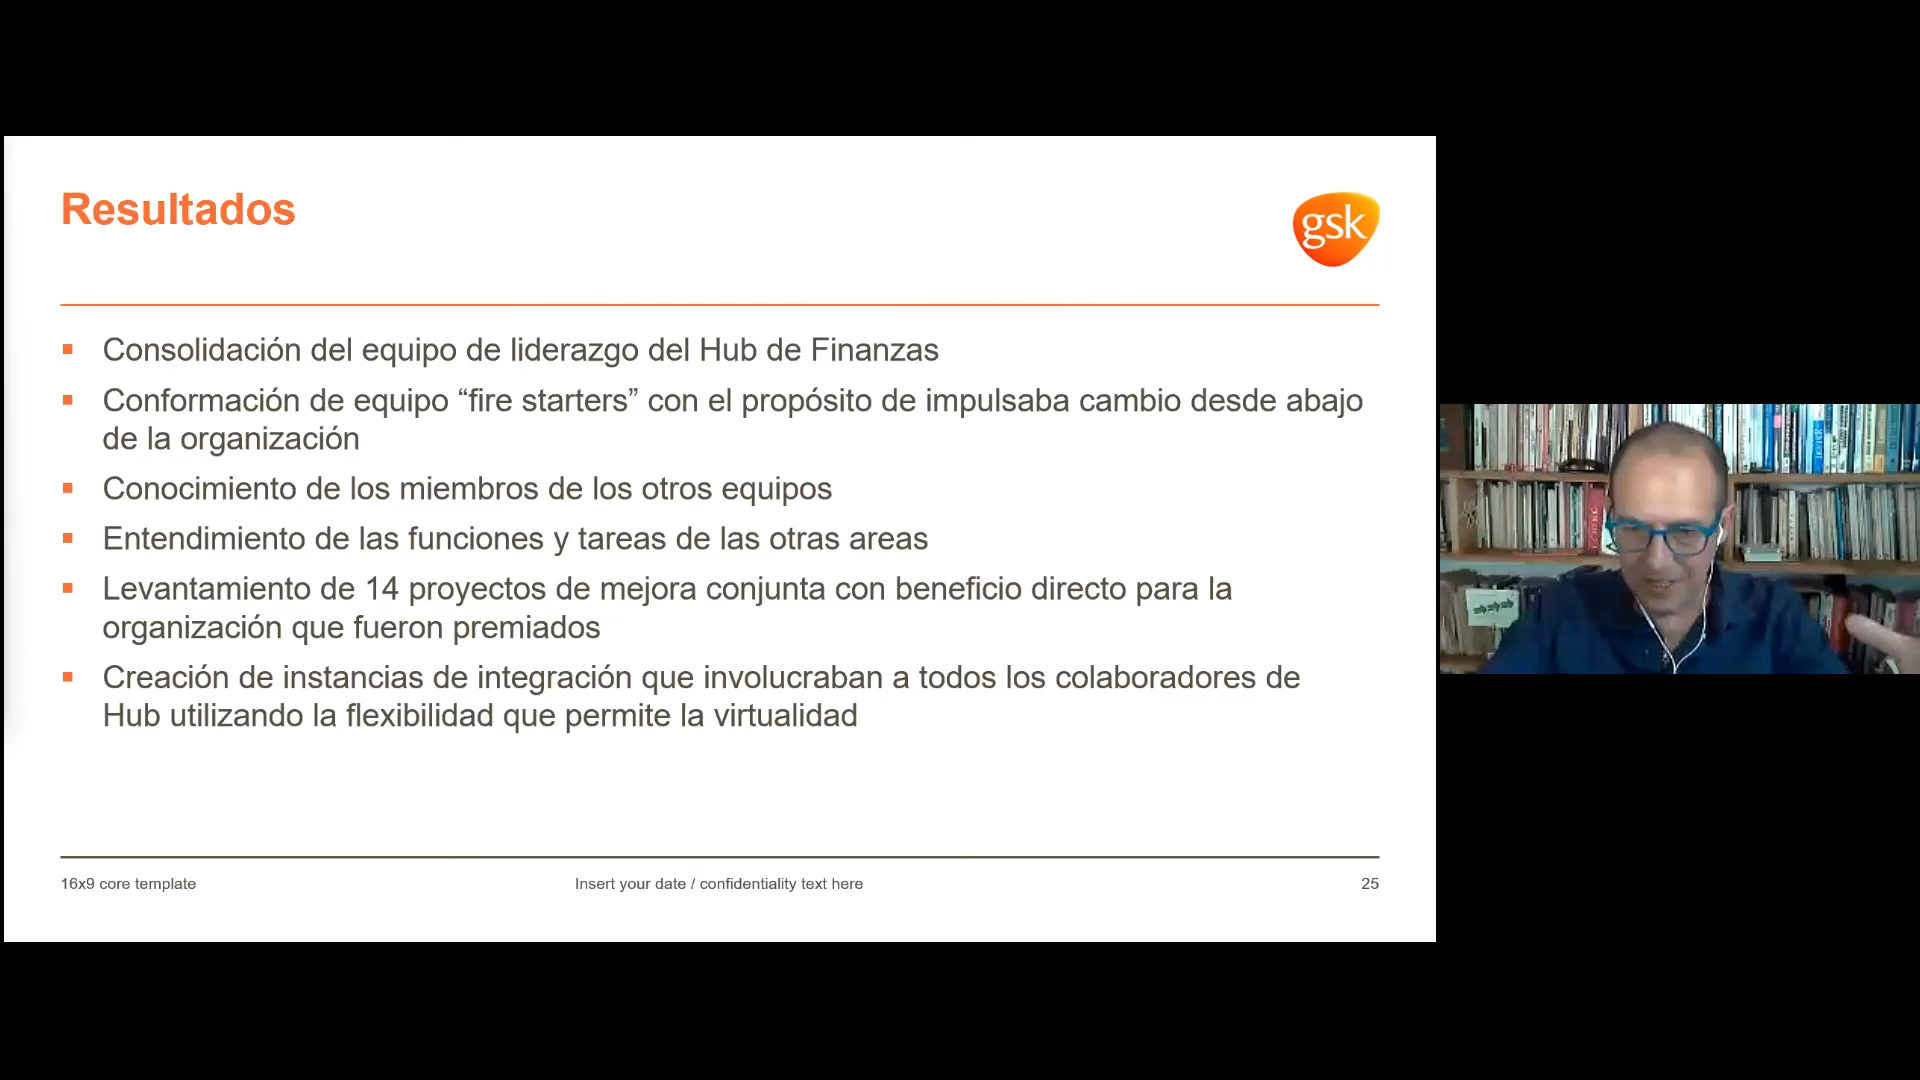 Resultados
gsk
Consolidación del equipo de liderazgo del Hub de Finanzas
Conformación de equipo “fire starters” con el propósito de impulsaba cambio desde abajo
de la organización
Conocimiento de los miembros de los otros equipos
Entendimiento de las funciones y tareas de las otras areas
Levantamiento de 14 proyectos de mejora conjunta con beneficio directo para la
organización que fueron premiados
Creación de instancias de integración que involucraban a todos los colaboradores de
Hub utilizando la flexibilidad que permite la virtualidad
16x9 core template
Insert your date / confidentiality text here
25